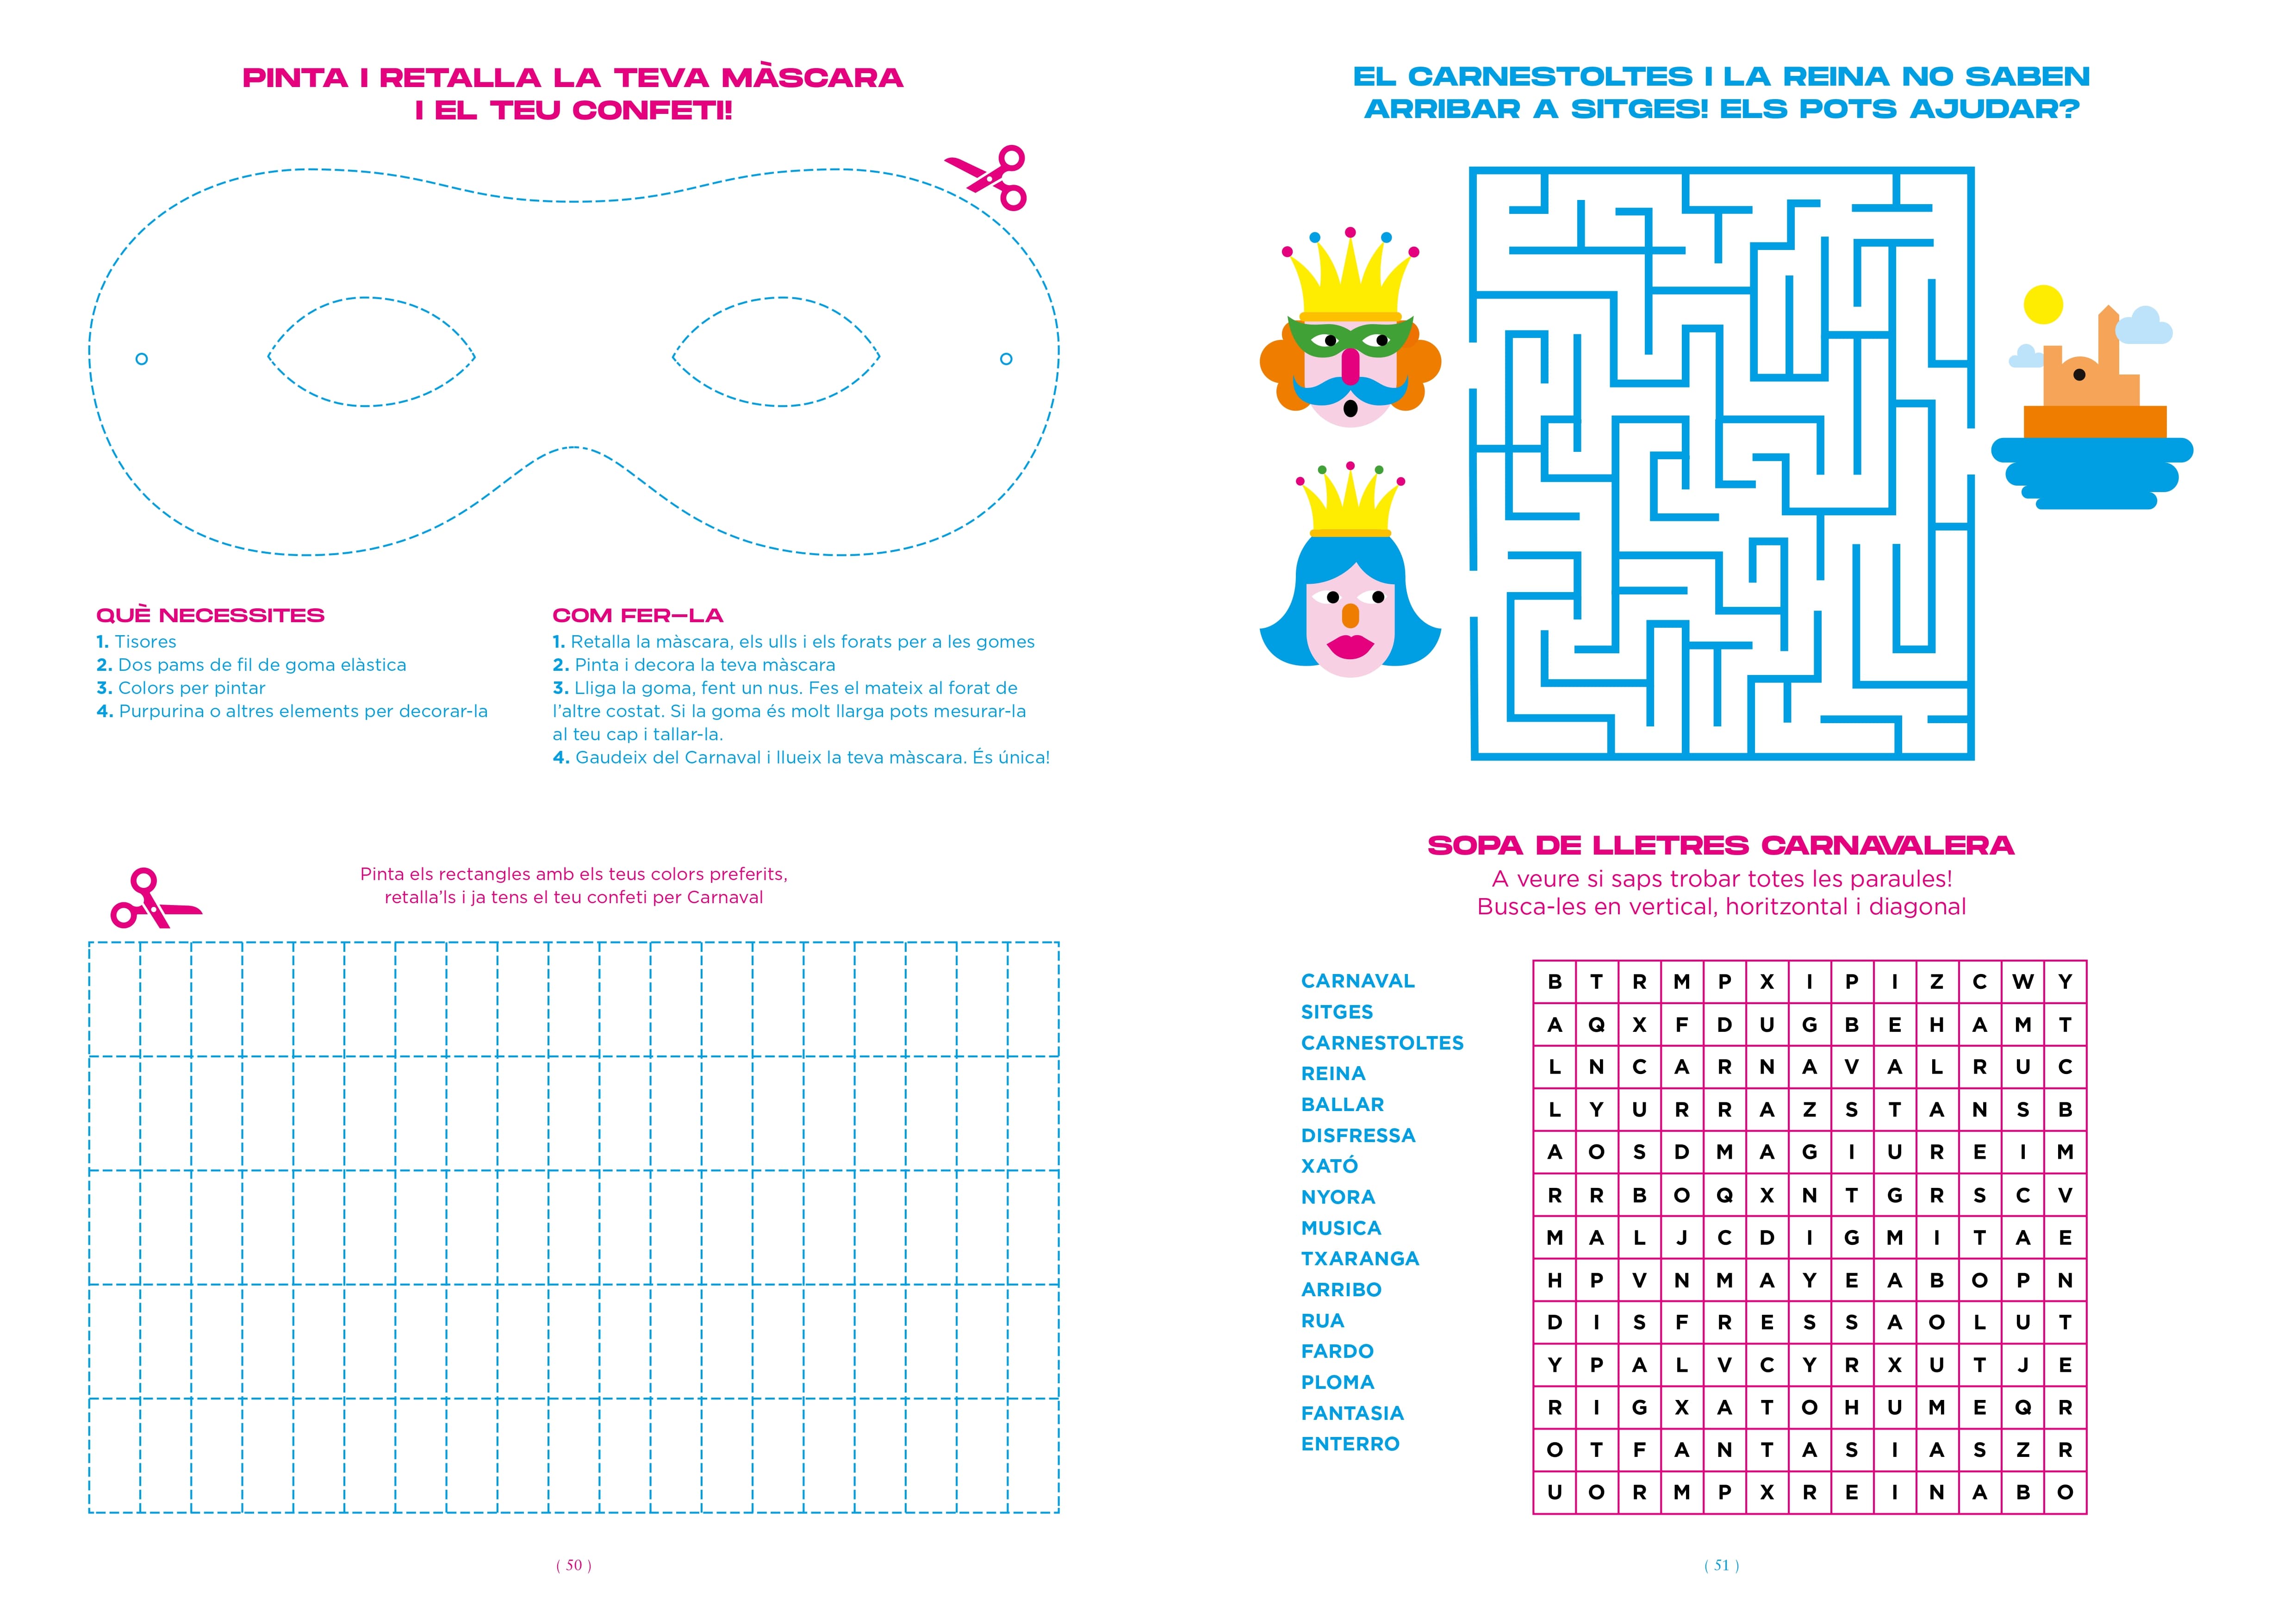 PINTA I RETALLA LA TEVA MÀSCARA
I EL TEU CONFETI!
QUÈ NECESSITES
1. Tisores
2. Dos pams de fil de goma elàstica
3. Colors per pintar
4. Purpurina o altres elements per decorar-la
COM FER–LA
1. Retalla la màscara, els ulls i els forats per a les gomes
2. Pinta i decora la teva màscara
3. Lliga la goma, fent un nus. Fes el mateix al forat de
l’altre costat. Si la goma és molt llarga pots mesurar-la
al teu cap i tallar-la.
4. Gaudeix del Carnaval i llueix la teva màscara. És única!
Pinta els rectangles amb els teus colors preferits,
retalla’ls i ja tens el teu confeti per Carnaval
( 50 )
EL CARNESTOLTES I LA REINA NO SABEN
ARRIBAR A SITGES! ELS POTS AJUDAR?
SOPA DE LLETRES CARNAVALERA
A veure si saps trobar totes les paraules!
Busca-les en vertical, horitzontal i diagonal
CARNAVAL
SITGES
CARNESTOLTES
REINA
BALLAR
DISFRESSA
XATÓ
NYORA
MUSICA
TXARANGA
ARRIBO
RUA
FARDO
PLOMA
FANTASIA
ENTERRO
B T R M P X I P I Z C W Y
A Q X F D U G B E H A M T
L N C A R N A V A L R U C
L Y U R R A Z S T A N S B
A O S D M A G I U R E I M
R R B O Q X N T G R S C V
M A L J C D I G M I T A E
H P V N M A Y E A B O P N
D I S F R E S S A O L U T
Y P A L V C Y R X U T J E
R I G X A T O H U M E Q R
O T F A N T A S I A S Z R
U O R M P X R E I N A B O
( 51 )